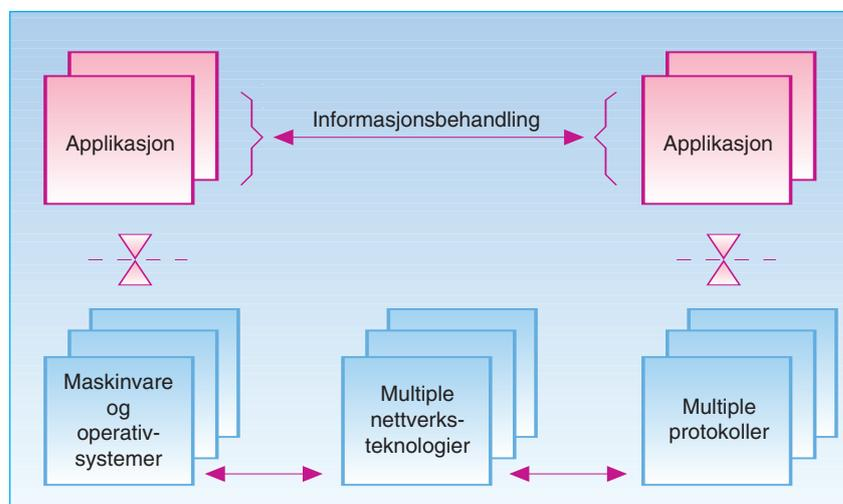 Applikasjon
Informasjonsbehandling
Applikasjon
Maskinvare
og
operativ-
systemer
Multiple
nettverks-
teknologier
Multiple
protokoller